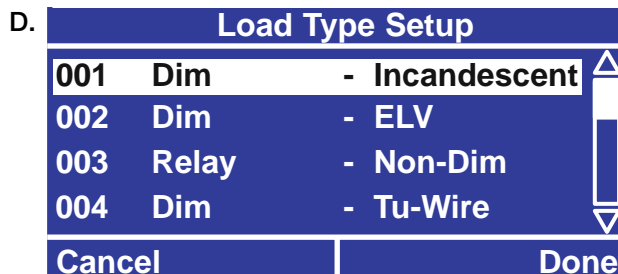 D. Load Type Setup
001 Dim - Incandescent
002 Dim - ELV
003 Relay - Non-Dim
004 Dim - Tu-Wire
Cancel Done